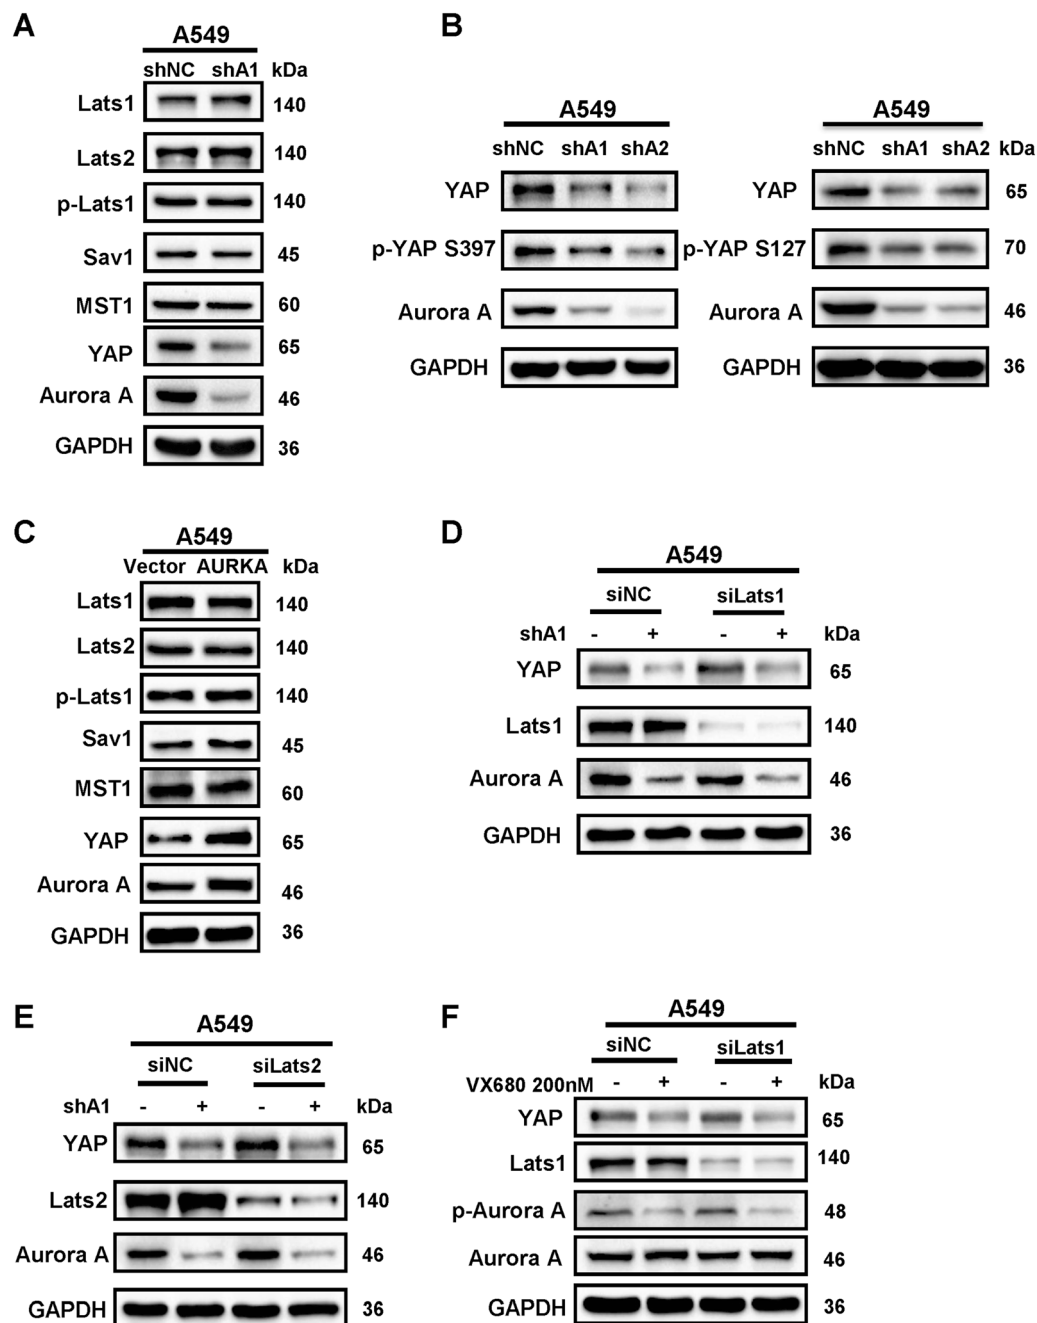 A
A549
shNC shA1 kDa
Lats1 140
Lats2 140
p-Lats1 140
Sav1 45
MST1 60
YAP 65
Aurora A 46
GAPDH 36
B
A549
shNC shA1 shA2
YAP
p-YAP S397
Aurora A
GAPDH
A549
shNC shA1 shA2 kDa
YAP 65
p-YAP S127 70
Aurora A 46
GAPDH 36
C
A549
Vector AURKA kDa
Lats1 140
Lats2 140
p-Lats1 140
Sav1 45
MST1 60
YAP 65
Aurora A 46
GAPDH 36
D
A549
siNC siLats1
shA1 - + - + kDa
YAP 65
Lats1 140
Aurora A 46
GAPDH 36
E
A549
siNC siLats2
shA1 - + - + kDa
YAP 65
Lats2 140
Aurora A 46
GAPDH 36
F
A549
siNC siLats1
VX680 200nM - + - + kDa
YAP 65
Lats1 140
p-Aurora A 48
Aurora A 46
GAPDH 36